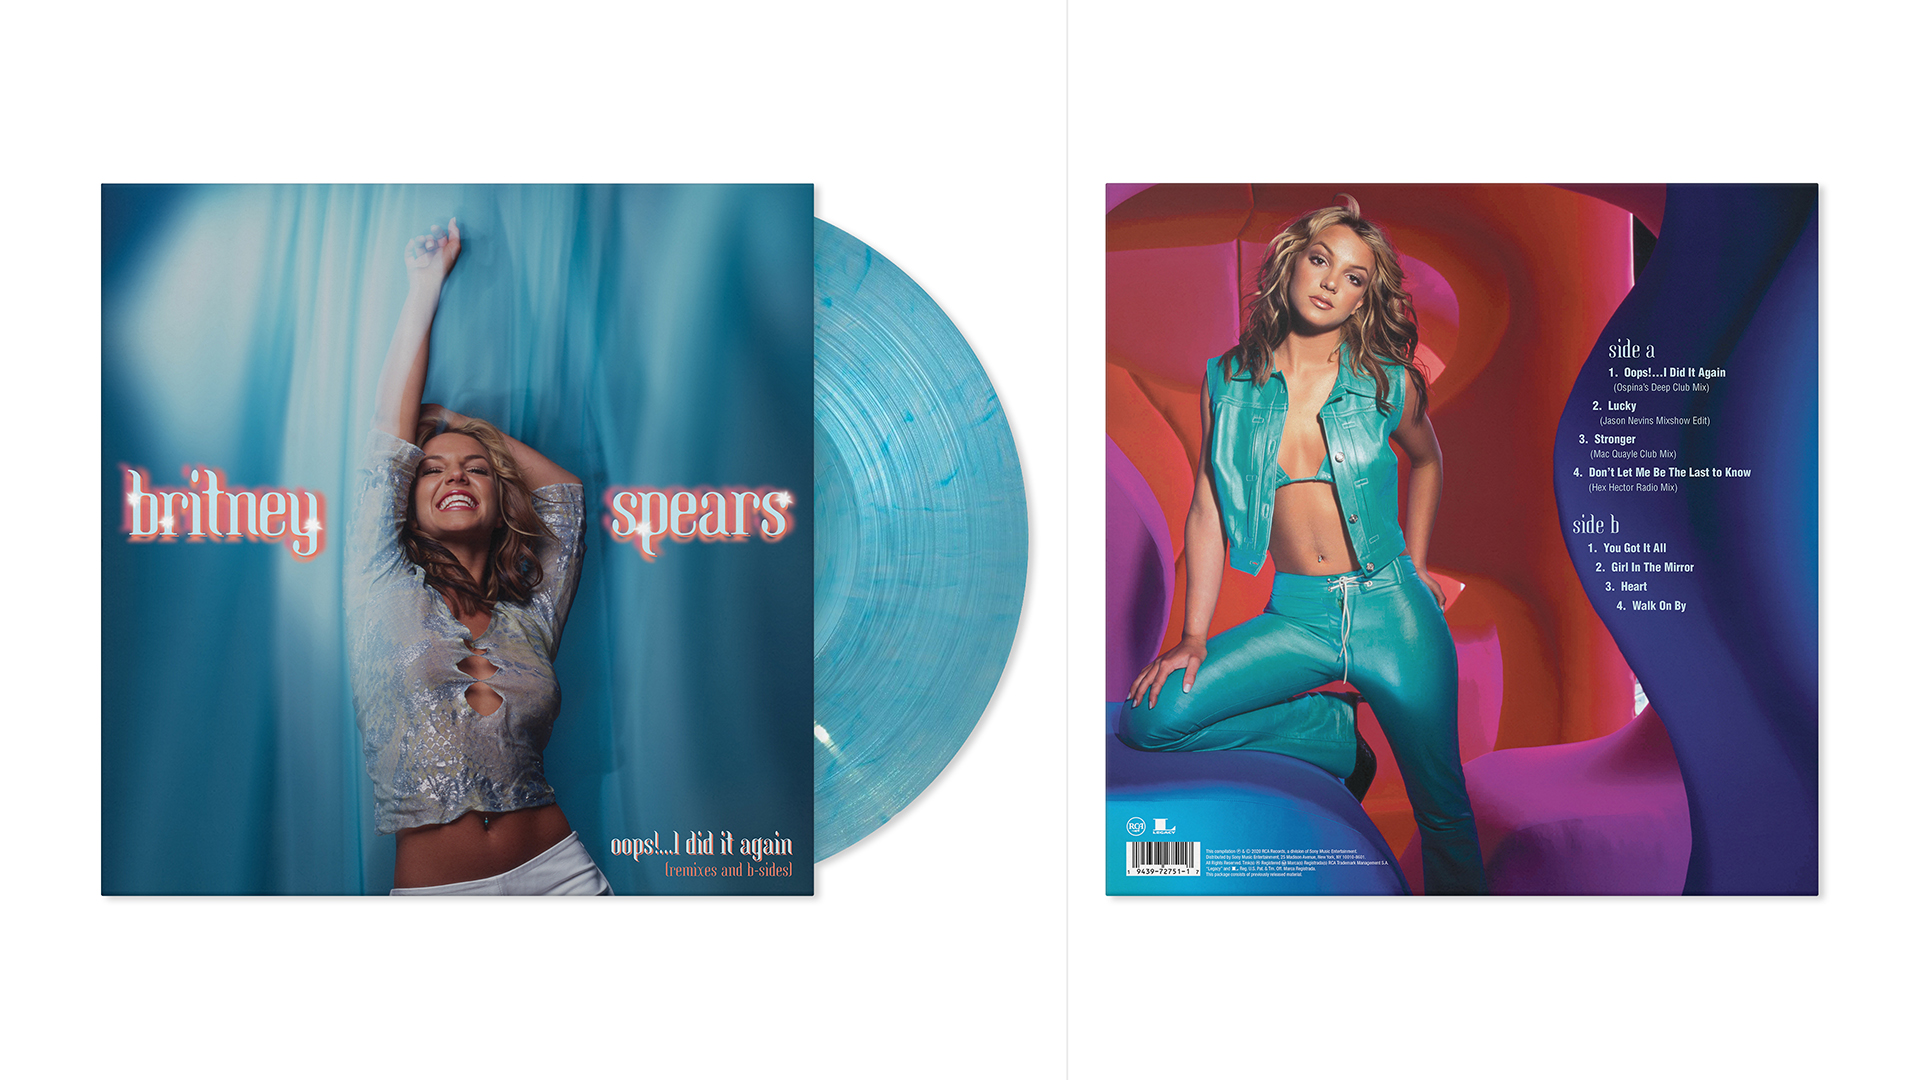 britney spears
oops!...I did it again
(remixes and b-sides)
side a
1. Oops!...I Did It Again
(Ospina's Deep Club Mix)
2. Lucky
(Jason Nevins Mixshow Edit)
3. Stronger
(Mac Quayle Club Mix)
4. Don't Let Me Be The Last to Know
(Hex Hector Radio Mix)
side b
1. You Got It All
2. Girl In The Mirror
3. Heart
4. Walk On By
RCA
LEGACY
1 9439-72751-1 7
This compilation ℗ & © 2020 RCA Records, a division of Sony Music Entertainment.
Distributed by Sony Music Entertainment, 25 Madison Avenue, New York, NY 10010-8601.
All Rights Reserved.
"Legacy" and L Reg. U.S. Pat. & Tm. Off. Marca Registrada.
This package consists of previously released material.